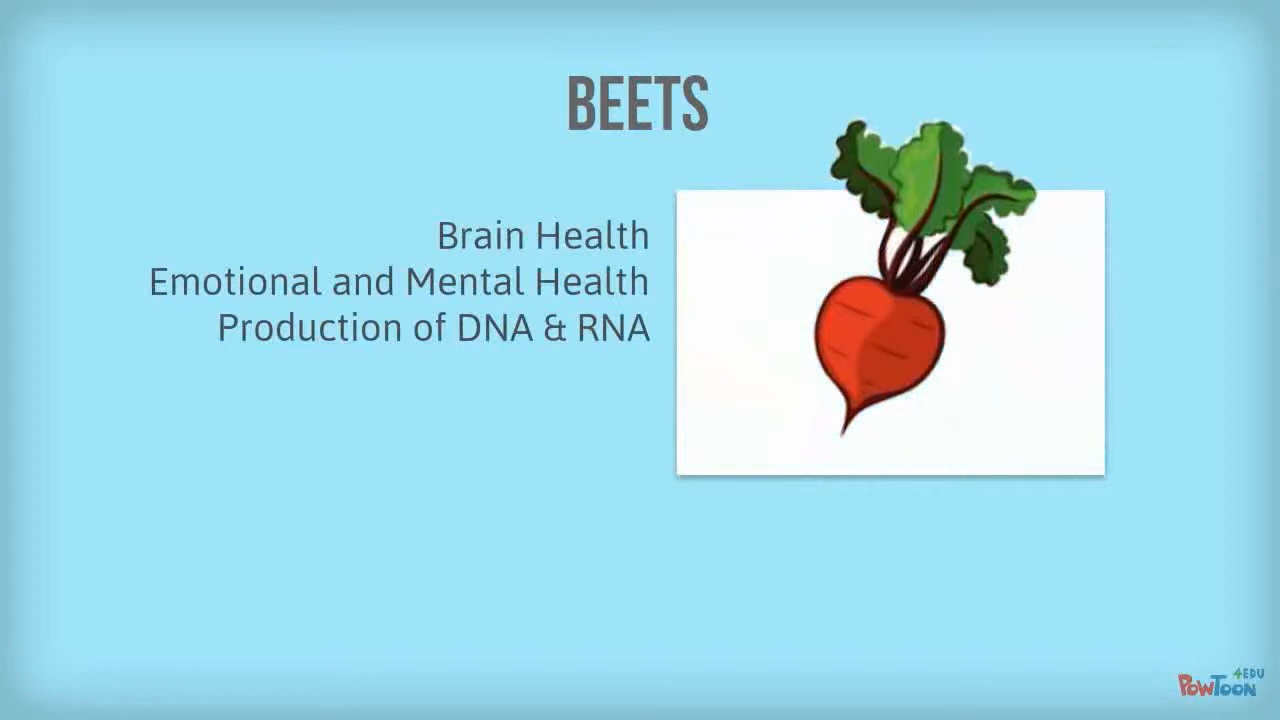 BEETS
Brain Health
Emotional and Mental Health
Production of DNA & RNA
4EDU
POWTOON